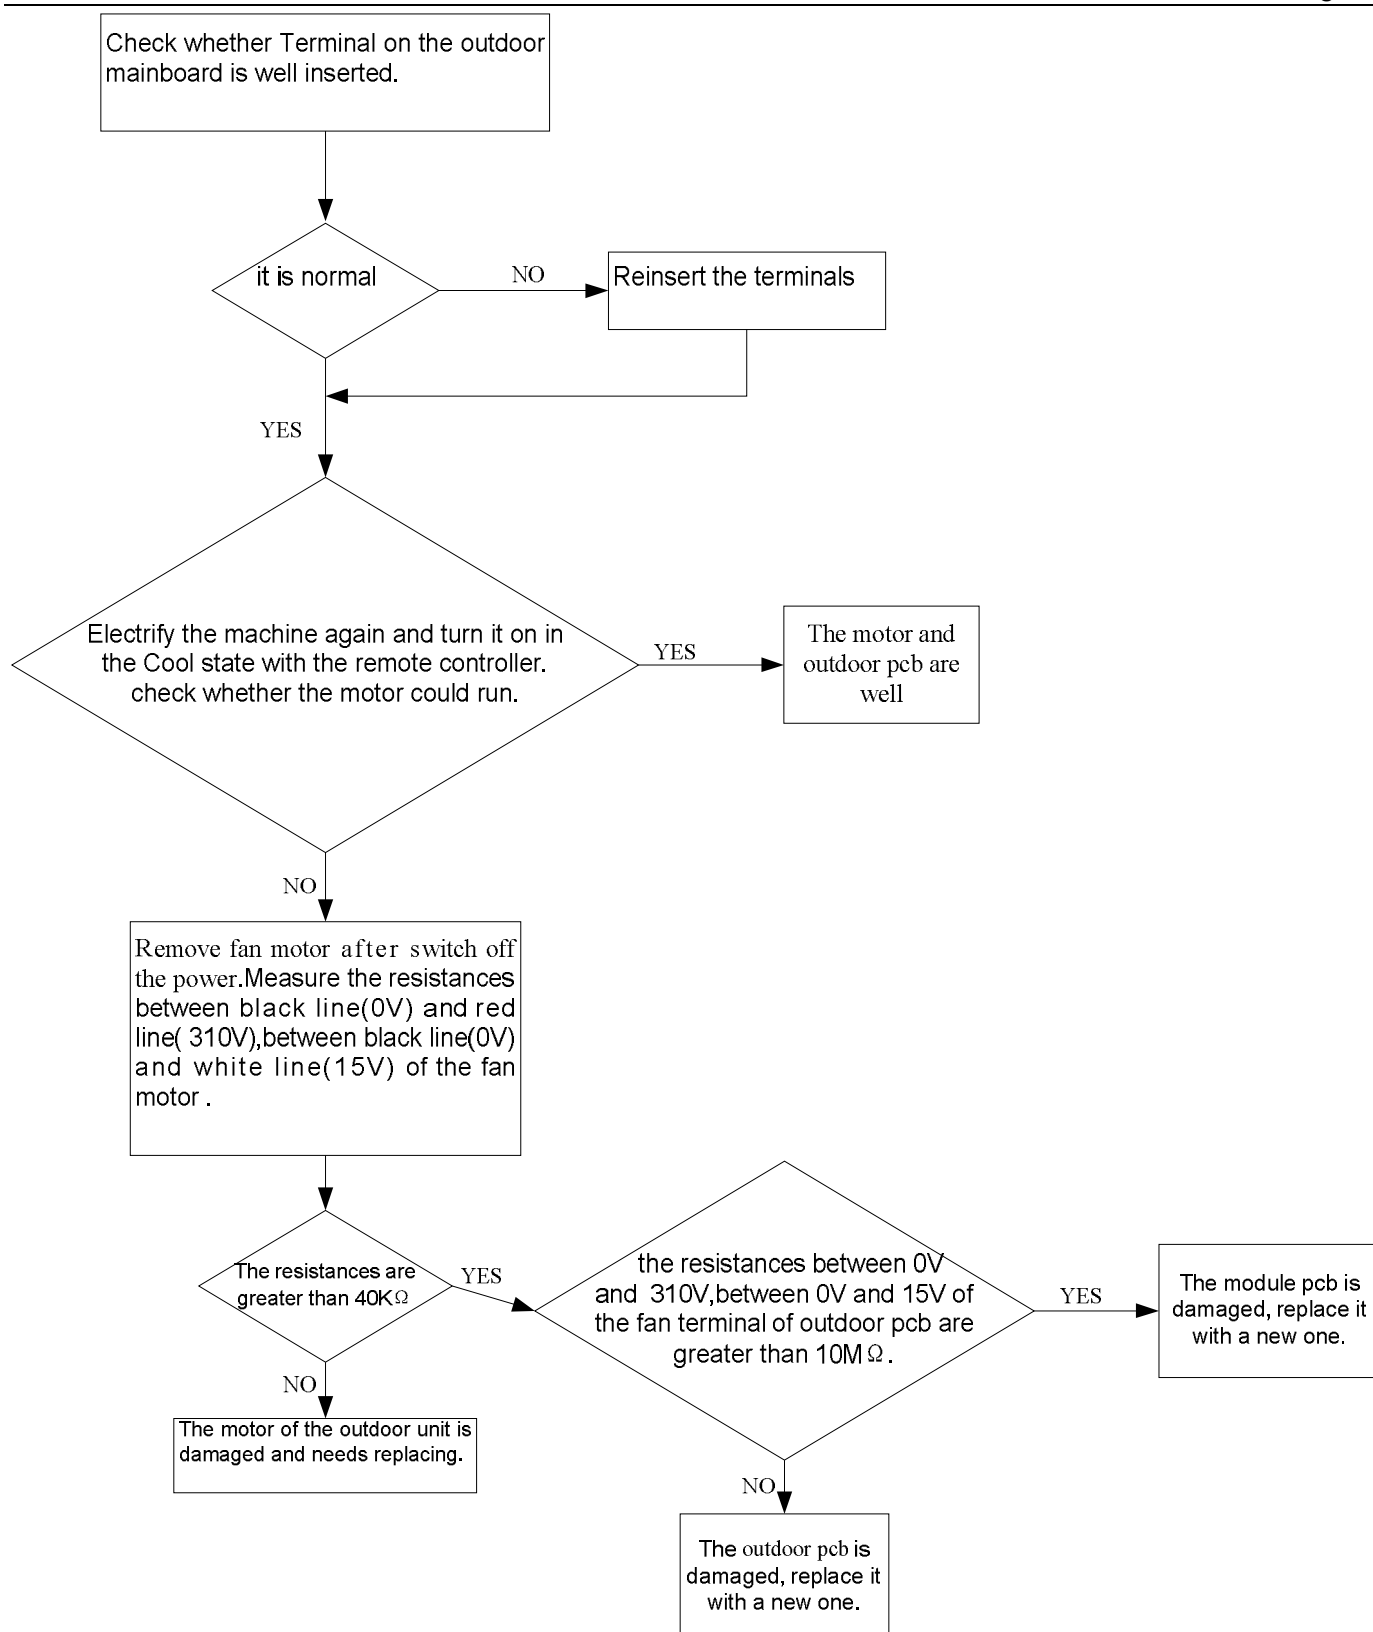 Check whether Terminal on the outdoor
mainboard is well inserted.
it is normal
NO
Reinsert the terminals
YES
Electrify the machine again and turn it on in
the Cool state with the remote controller.
check whether the motor could run.
YES
The motor and
outdoor pcb are
well
NO
Remove fan motor after switch off
the power.Measure the resistances
between black line(0V) and red
line( 310V),between black line(0V)
and white line(15V) of the fan
motor .
The resistances are
greater than 40KΩ
YES
the resistances between 0V
and 310V,between 0V and 15V of
the fan terminal of outdoor pcb are
greater than 10MΩ.
YES
The module pcb is
damaged, replace it
with a new one.
NO
The motor of the outdoor unit is
damaged and needs replacing.
NO
The outdoor pcb is
damaged, replace it
with a new one.